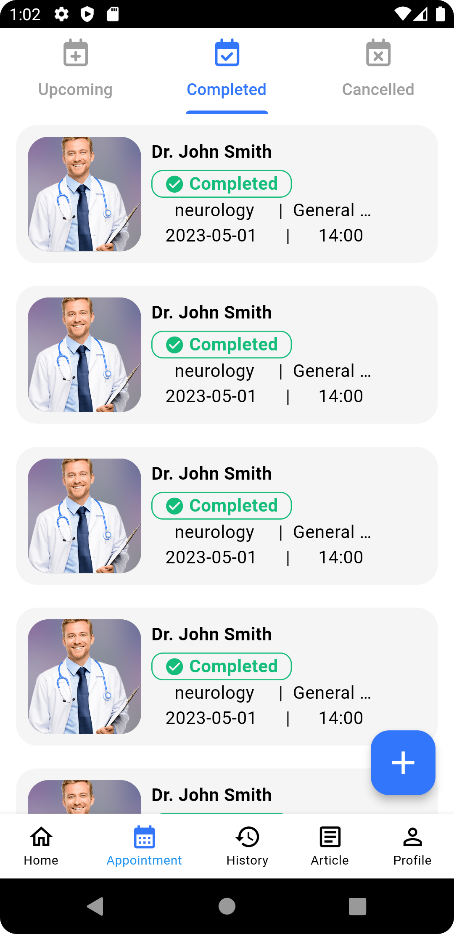 1:02
Upcoming Completed Cancelled
Dr. John Smith
Completed
neurology | General ...
2023-05-01 | 14:00
Dr. John Smith
Completed
neurology | General ...
2023-05-01 | 14:00
Dr. John Smith
Completed
neurology | General ...
2023-05-01 | 14:00
Dr. John Smith
Completed
neurology | General ...
2023-05-01 | 14:00
Dr. John Smith
Home Appointment History Article Profile